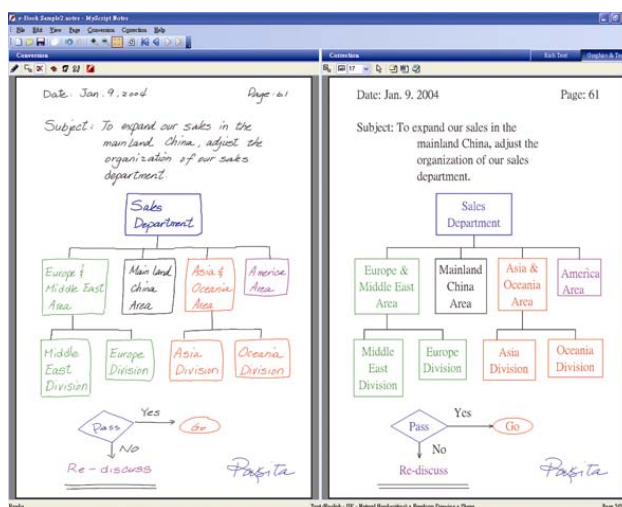 e-Book Sample2.notes - MyScript Notes
File Edit View Page Conversion Correction Help
Conversion
Correction
Rich Text
Graphics &
17
Date: Jan. 9, 2004 Page: 61
Subject: To expand our sales in the
mainland China, adjust the
organization of our sales
department.
Sales
Department
Europe &
Middle East
Area
Main land
China
Area
Asia &
Oceania
Area
America
Area
Middle
East
Division
Europe
Division
Asia
Division
Oceania
Division
Pass
Yes
Go
No
Re-discuss
Date: Jan. 9. 2004 Page: 61
Subject: To expand our sales in the
mainland China, adjust the
organization of our sales
department.
Sales
Department
Europe &
Middle East
Area
Mainland
China
Area
Asia &
Oceania
Area
America
Area
Middle
East
Division
Europe
Division
Asia
Division
Oceania
Division
Pass
Yes
Go
No
Re-discuss